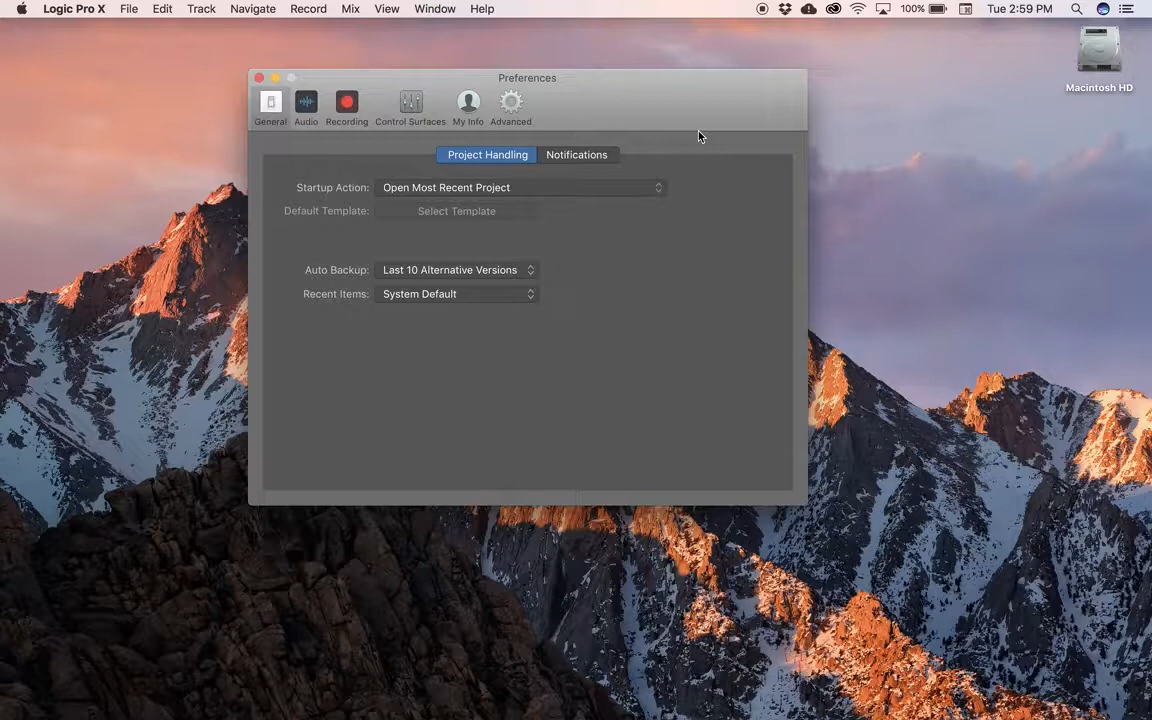 Logic Pro X File Edit Track Navigate Record Mix View Window Help 100% Tue 2:59 PM
Macintosh HD
Preferences
General Audio Recording Control Surfaces My Info Advanced
Project Handling Notifications
Startup Action: Open Most Recent Project
Default Template: Select Template
Auto Backup: Last 10 Alternative Versions
Recent Items: System Default